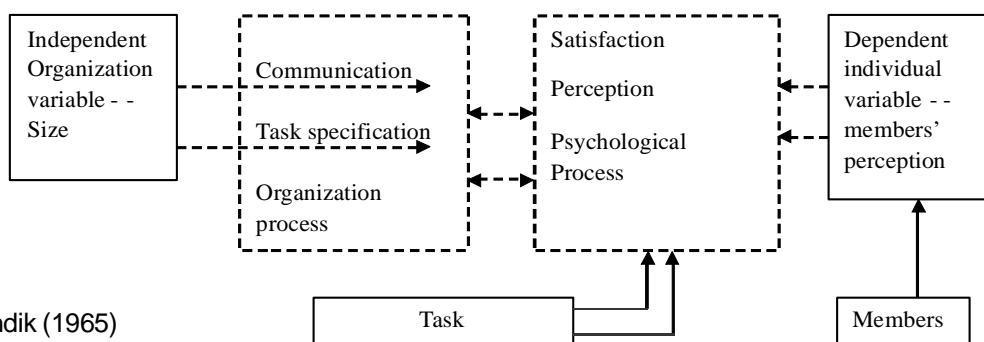 Independent
Organization
variable - -
Size
Communication
Task specification
Organization
process
Satisfaction
Perception
Psychological
Process
Dependent
individual
variable - -
members'
perception
Task
Members
(1965)